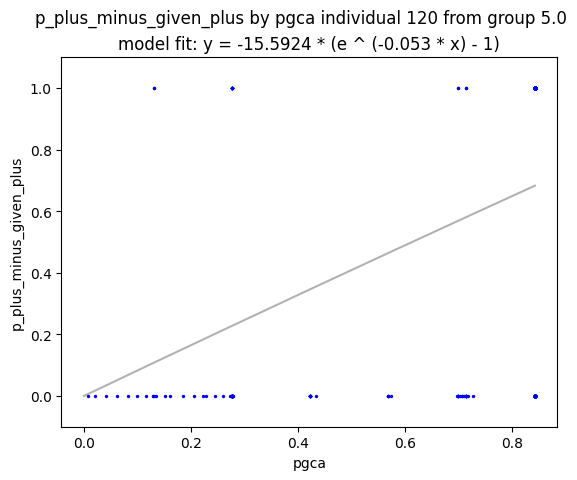 p_plus_minus_given_plus by pgca individual 120 from group 5.0
model fit: y = -15.5924 * (e ^ (-0.053 * x) - 1)
1.0
0.8
0.6
0.4
0.2
0.0
p_plus_minus_given_plus
0.0 0.2 0.4 0.6 0.8
pgca